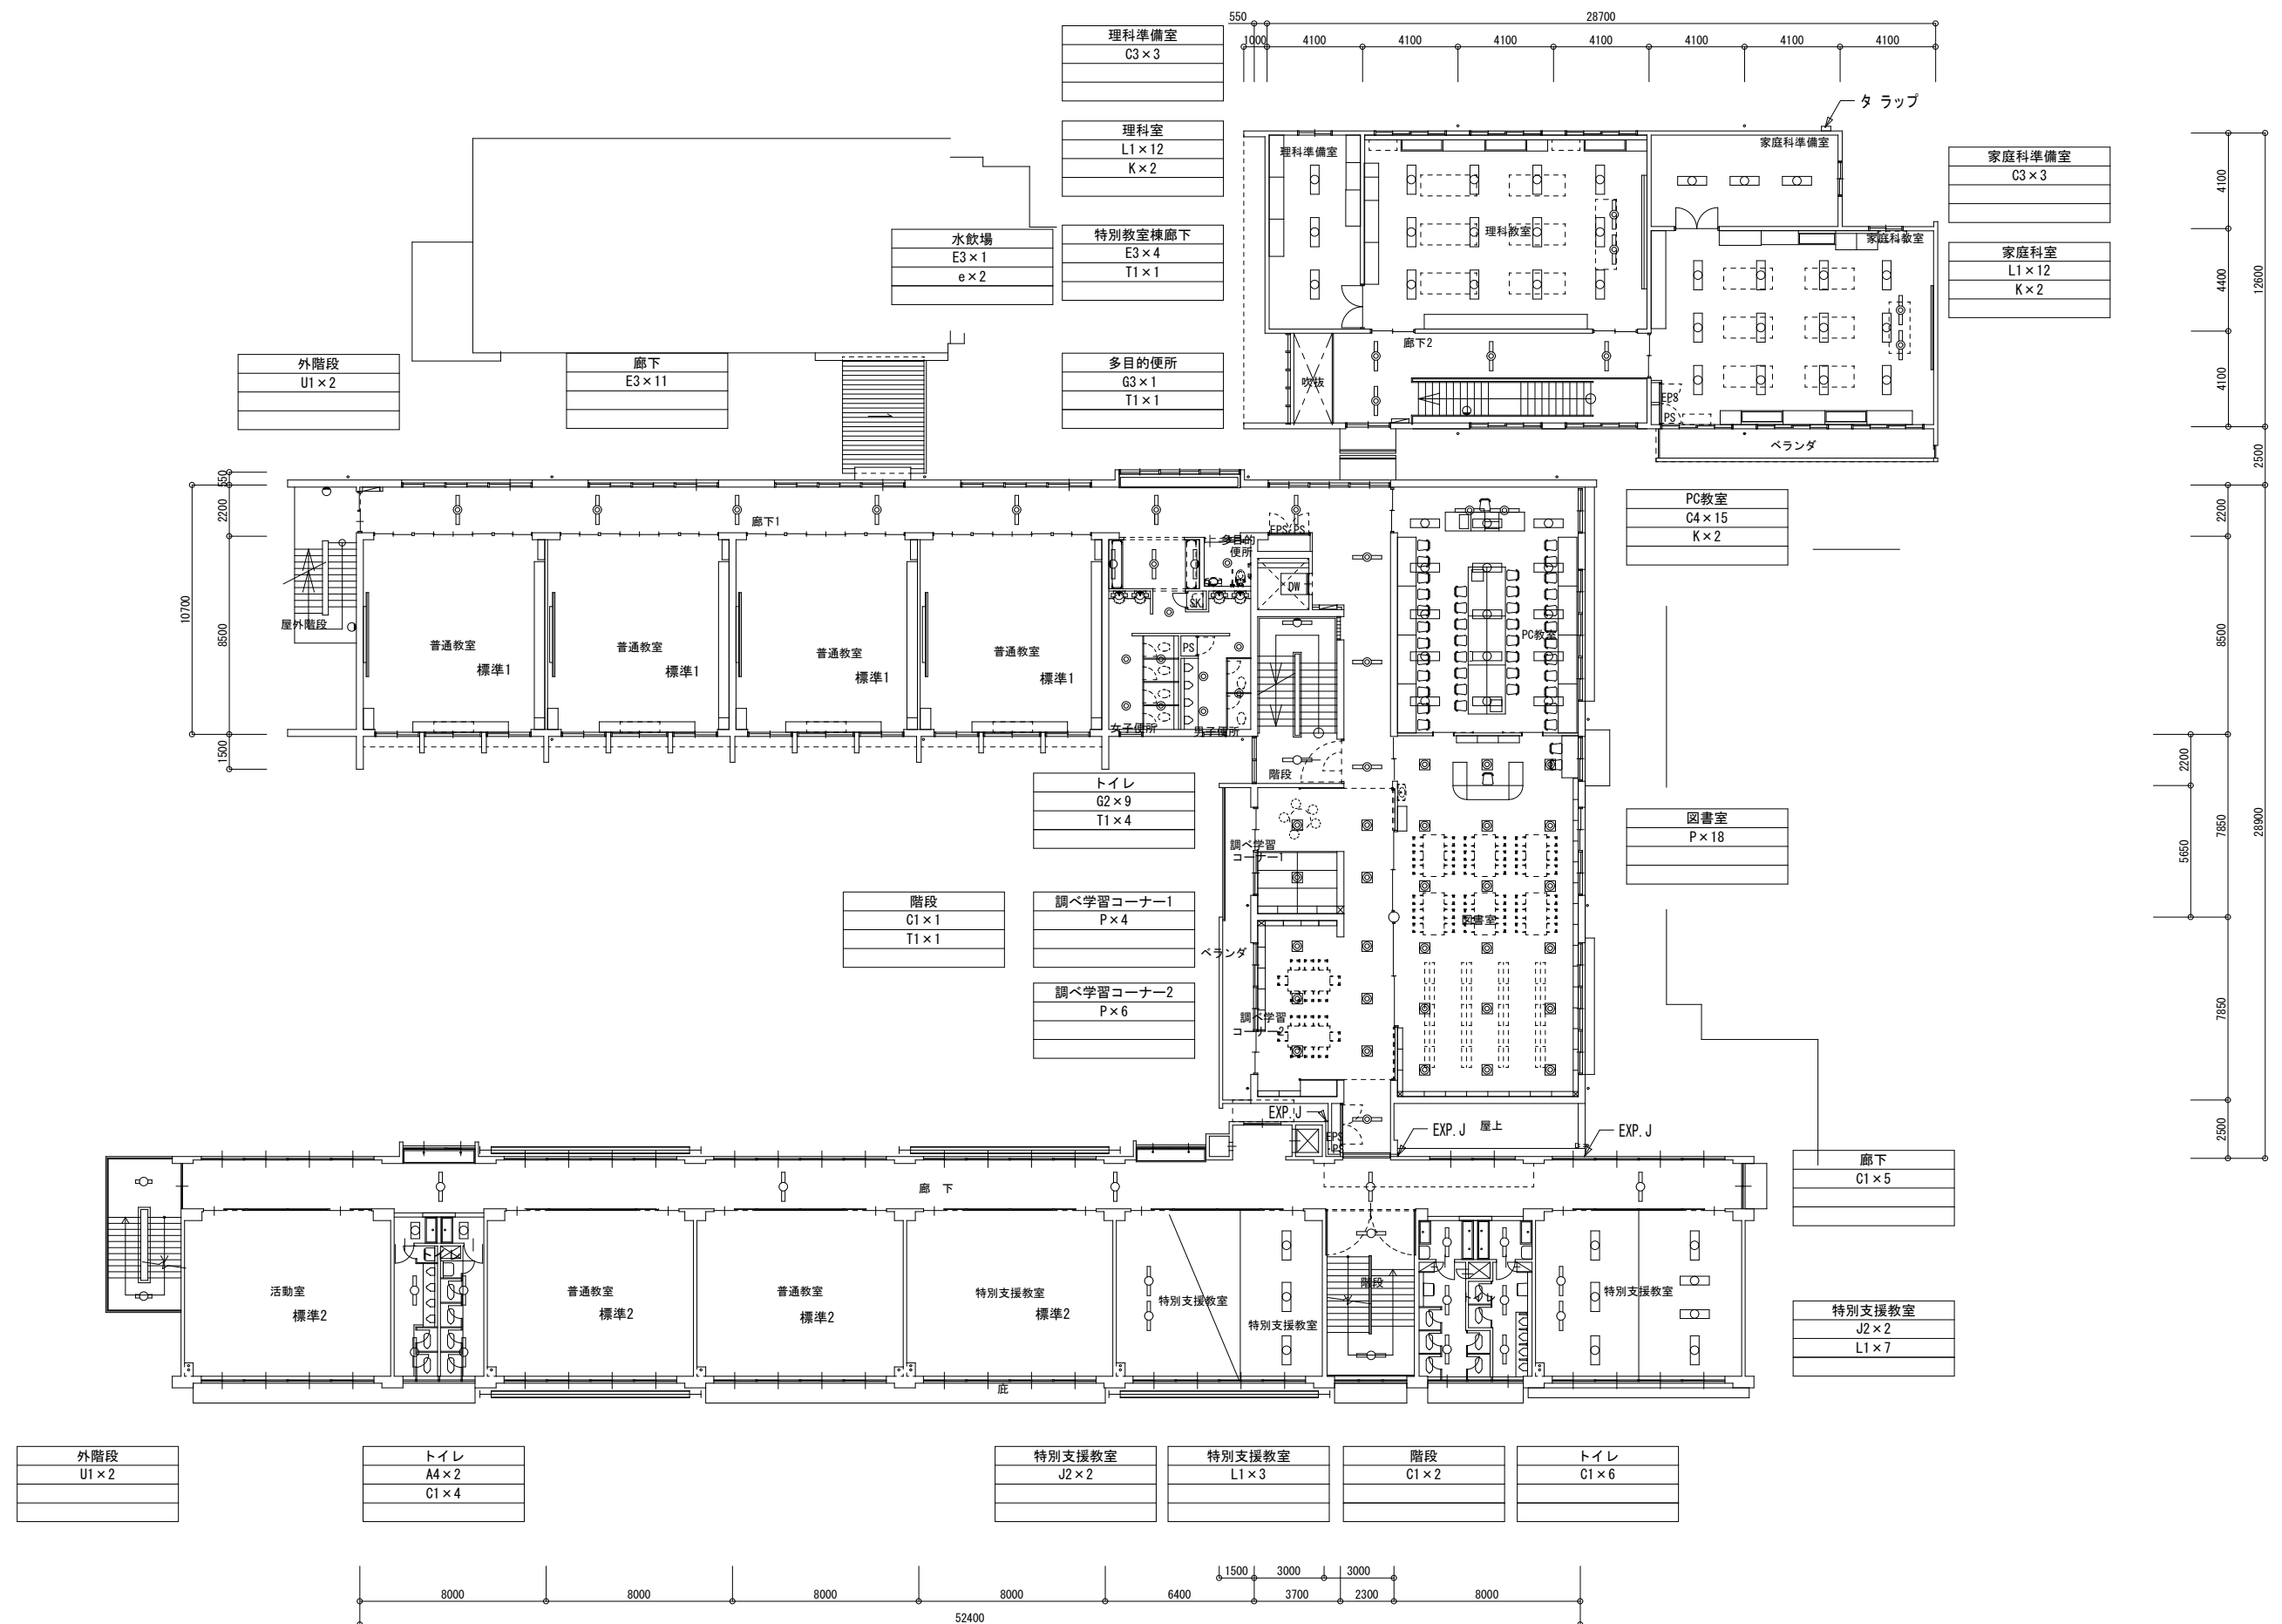 550
28700
1000
4100
4100
4100
4100
4100
4100
4100
理科準備室
C3×3
理科室
L1×12
K×2
特別教室棟廊下
E3×4
T1×1
水飲場
E3×1
e×2
多目的便所
G3×1
T1×1
外階段
U1×2
廊下
E3×11
タ ラップ
理科準備室
家庭科準備室
理科教室
家庭科教室
家庭科準備室
C3×3
家庭科室
L1×12
K×2
廊下2
吹抜
EPS
PS
ベランダ
4100
4400
4100
12600
2500
550
2200
8500
10700
1500
廊下1
屋外階段
普通教室
標準1
普通教室
標準1
普通教室
標準1
普通教室
標準1
EPS
PS
多目的
便所
DW
SK
PS
女子便所
男子便所
階段
PC教室
PC教室
C4×15
K×2
2200
8500
2200
7850
5650
28900
7850
2500
トイレ
G2×9
T1×4
図書室
P×18
階段
C1×1
T1×1
調べ学習コーナー1
P×4
調べ学習コーナー2
P×6
調べ学習
コーナー1
ベランダ
図書室
調べ学習
コーナー2
EXP.J
EPS
PS
EXP.J
屋上
EXP.J
廊下
C1×5
廊 下
活動室
標準2
普通教室
標準2
普通教室
標準2
特別支援教室
標準2
特別支援教室
特別支援教室
階段
特別支援教室
庇
特別支援教室
J2×2
L1×7
外階段
U1×2
トイレ
A4×2
C1×4
特別支援教室
J2×2
特別支援教室
L1×3
階段
C1×2
トイレ
C1×6
1500
3000
3000
8000
8000
8000
8000
6400
3700
2300
8000
52400